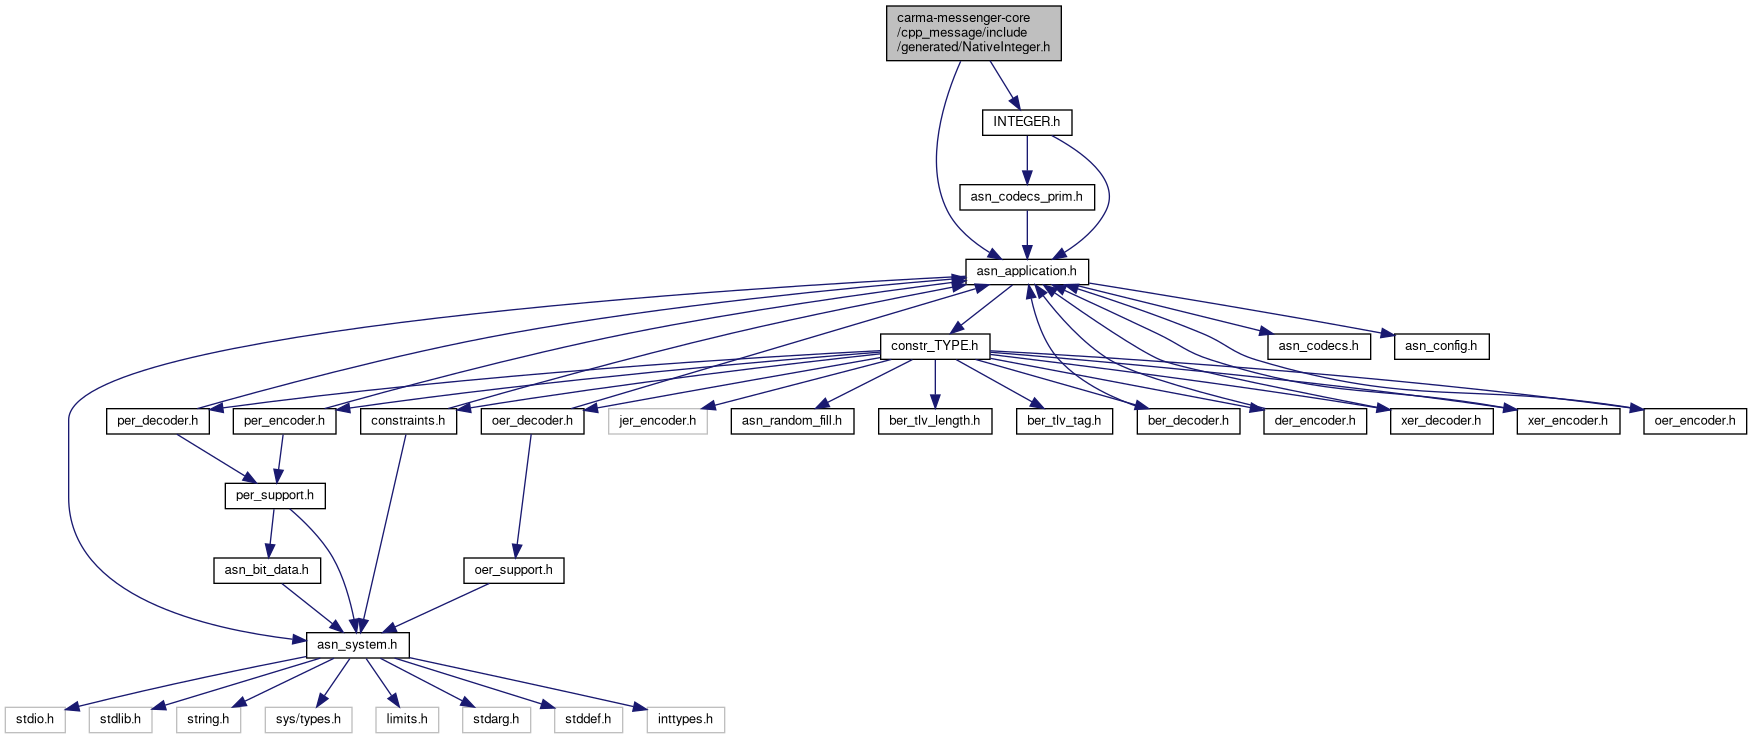 carma-messenger-core
/cpp_message/include
/generated/NativeInteger.h
INTEGER.h
asn_codecs_prim.h
asn_application.h
constr_TYPE.h
asn_codecs.h
asn_config.h
per_decoder.h
per_encoder.h
constraints.h
oer_decoder.h
jer_encoder.h
asn_random_fill.h
ber_tlv_length.h
ber_tlv_tag.h
ber_decoder.h
der_encoder.h
xer_decoder.h
xer_encoder.h
oer_encoder.h
per_support.h
asn_bit_data.h
oer_support.h
asn_system.h
stdio.h
stdlib.h
string.h
sys/types.h
limits.h
stdarg.h
stddef.h
inttypes.h